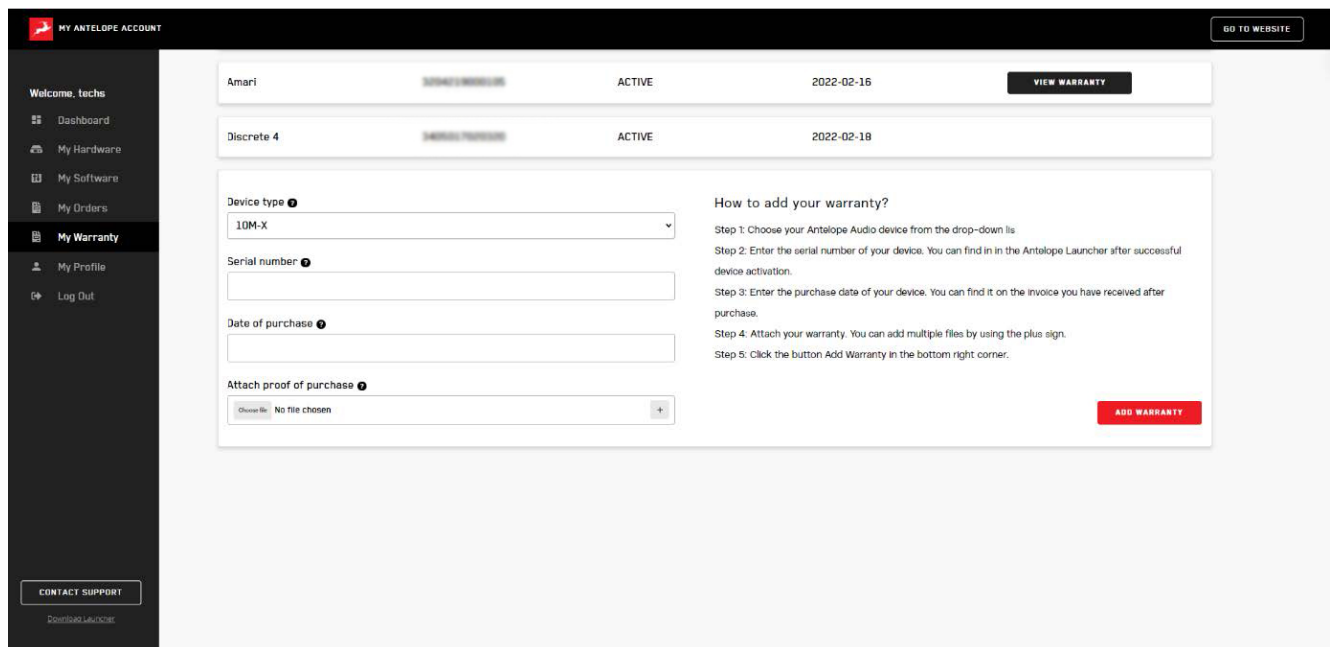 MY ANTELOPE ACCOUNT
GO TO WEBSITE
Welcome, techs
Dashboard
My Hardware
My Software
My Orders
My Warranty
My Profile
Log Out
CONTACT SUPPORT
Download Launcher
Amari ACTIVE 2022-02-16 VIEW WARRANTY
Discrete 4 ACTIVE 2022-02-18
Device type ?
10M-X
Serial number ?
Date of purchase ?
Attach proof of purchase ?
Choose file No file chosen +
How to add your warranty?
Step 1: Choose your Antelope Audio device from the drop-down lis
Step 2: Enter the serial number of your device. You can find in in the Antelope Launcher after successful
device activation.
Step 3: Enter the purchase date of your device. You can find it on the invoice you have received after
purchase.
Step 4: Attach your warranty. You can add multiple files by using the plus sign.
Step 5: Click the button Add Warranty in the bottom right corner.
ADD WARRANTY